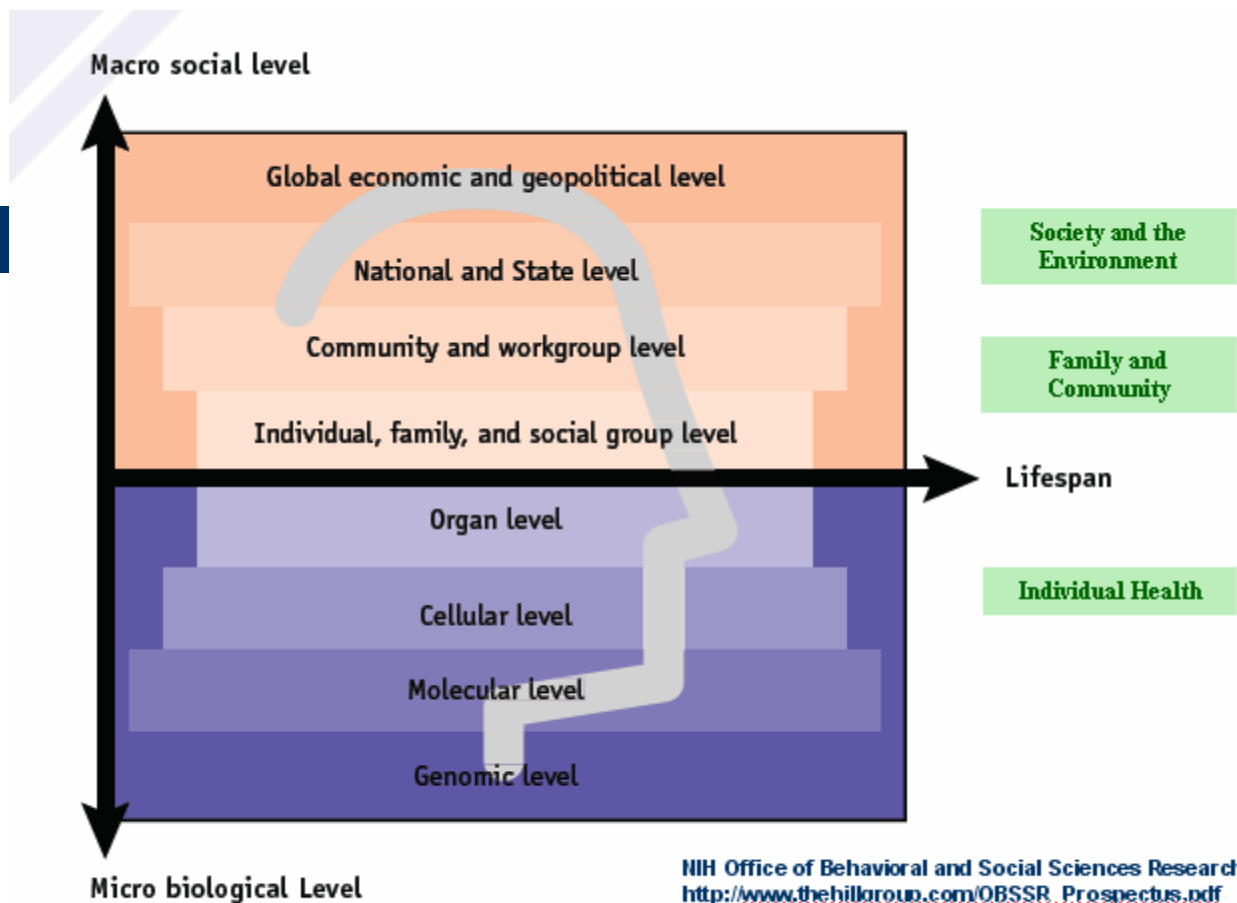 Macro social level
Global economic and geopolitical level
National and State level
Community and workgroup level
Individual, family, and social group level
Lifespan
Organ level
Cellular level
Molecular level
Genomic level
Micro biological Level
Society and the
Environment
Family and
Community
Individual Health
NIH Office of Behavioral and Social Sciences Research
http://www.thehillgroup.com/OBSSR_Prospectus.pdf